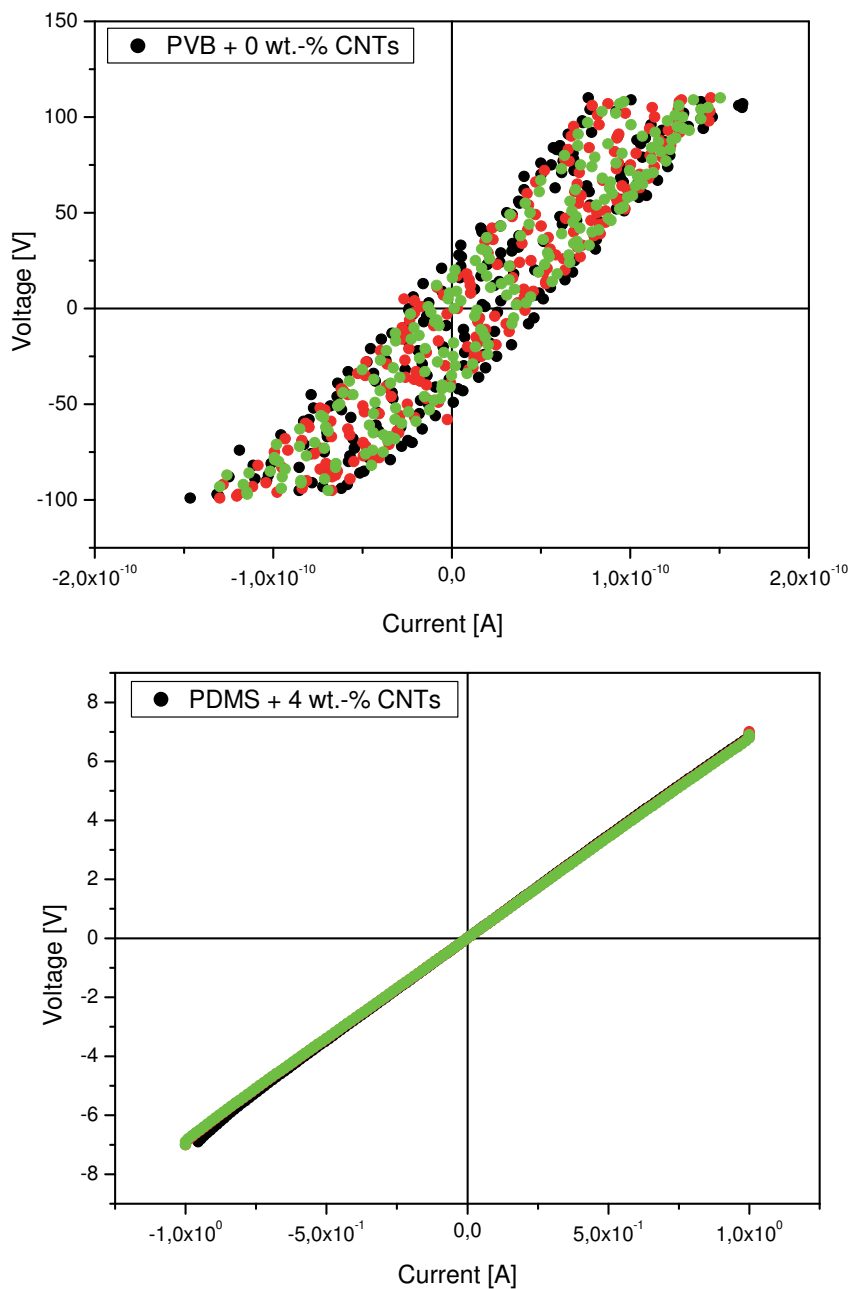 150
PVB + 0 wt.-% CNTs
100
50
0
-50
-100
Voltage [V]
-2,0x10⁻¹⁰ -1,0x10⁻¹⁰ 0,0 1,0x10⁻¹⁰ 2,0x10⁻¹⁰
Current [A]
PDMS + 4 wt.-% CNTs
8
6
4
2
0
-2
-4
-6
-8
Voltage [V]
-1,0x10⁰ -5,0x10⁻¹ 0,0 5,0x10⁻¹ 1,0x10⁰
Current [A]